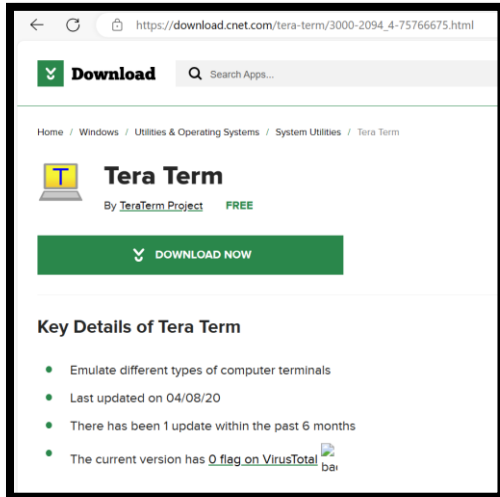 https://download.cnet.com/tera-term/3000-2094_4-75766675.html
Download Search Apps...
Home / Windows / Utilities & Operating Systems / System Utilities / Tera Term
T
Tera Term
By TeraTerm Project FREE
DOWNLOAD NOW
Key Details of Tera Term
Emulate different types of computer terminals
Last updated on 04/08/20
There has been 1 update within the past 6 months
The current version has 0 flag on VirusTotal